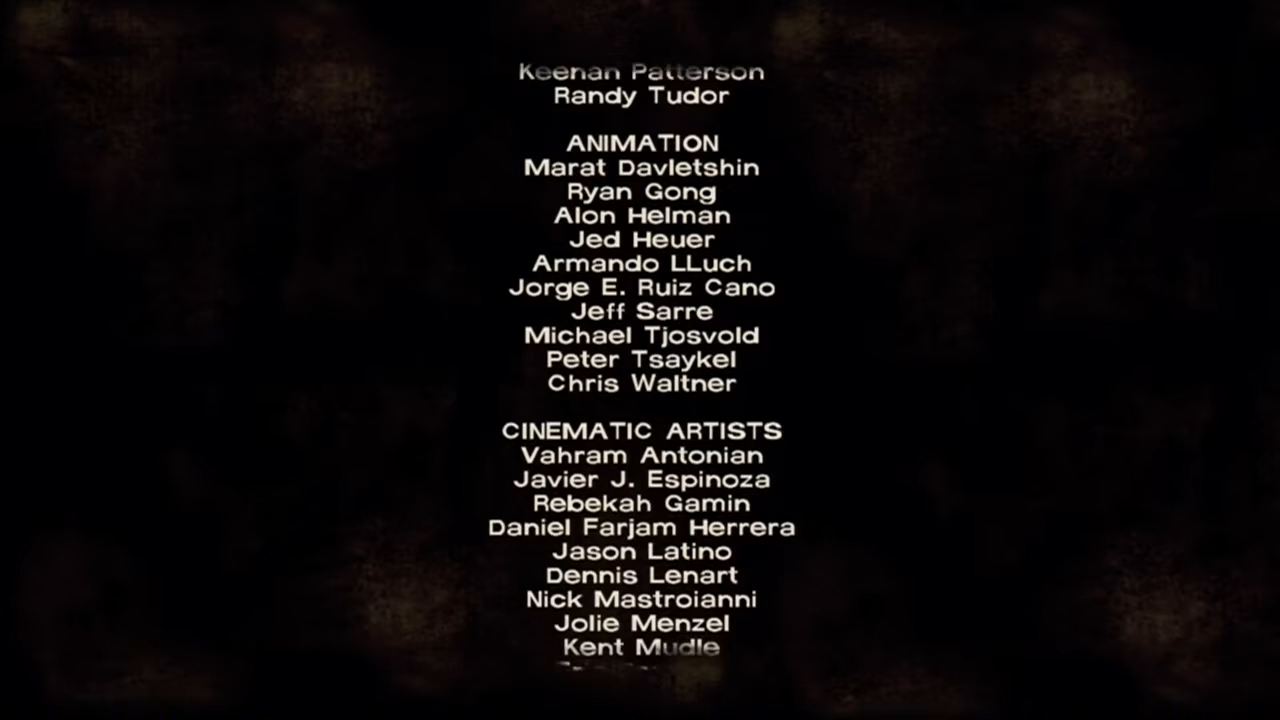 Keenan Patterson
Randy Tudor
ANIMATION
Marat Davletshin
Ryan Gong
Alon Helman
Jed Heuer
Armando LLuch
Jorge E. Ruiz Cano
Jeff Sarre
Michael Tjosvold
Peter Tsaykel
Chris Waltner
CINEMATIC ARTISTS
Vahram Antonian
Javier J. Espinoza
Rebekah Gamin
Daniel Farjam Herrera
Jason Latino
Dennis Lenart
Nick Mastroianni
Jolie Menzel
Kent Mudle